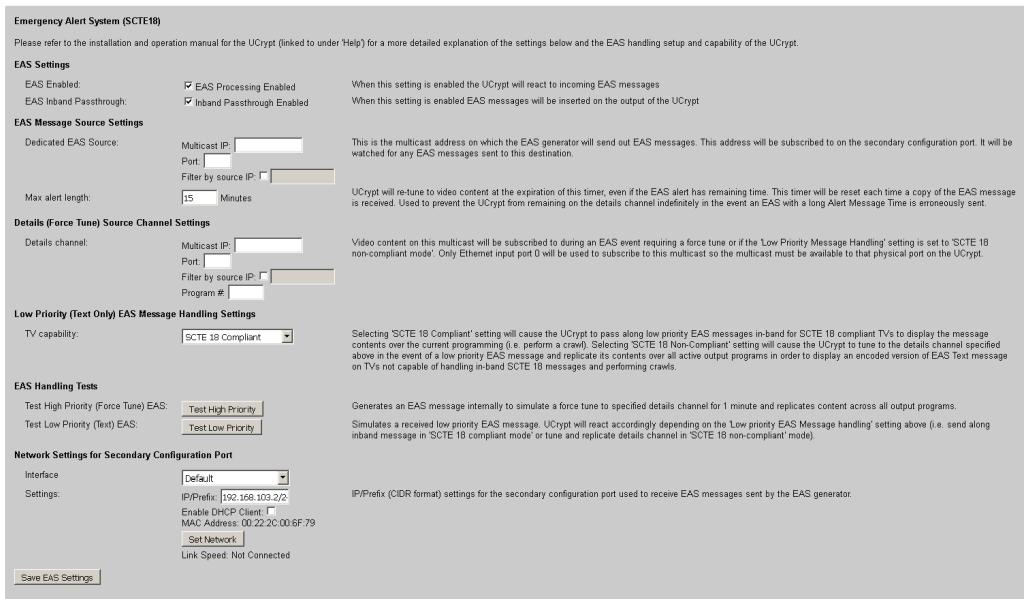 Emergency Alert System (SCTE18)
Please refer to the installation and operation manual for the UCrypt (linked to under 'Help') for a more detailed explanation of the settings below and the EAS handling setup and capability of the UCrypt.
EAS Settings
EAS Enabled:
EAS Processing Enabled
When this setting is enabled the UCrypt will react to incoming EAS messages
EAS Inband Passthrough:
Inband Passthrough Enabled
When this setting is enabled EAS messages will be inserted on the output of the UCrypt
EAS Message Source Settings
Dedicated EAS Source:
Multicast IP:
Port:
Filter by source IP:
This is the multicast address on which the EAS generator will send out EAS messages. This address will be subscribed to on the secondary configuration port. It will be
watched for any EAS messages sent to this destination.
Max alert length:
15 Minutes
UCrypt will re-tune to video content at the expiration of this timer, even if the EAS alert has remaining time. This timer will be reset each time a copy of the EAS message
is received. Used to prevent the UCrypt from remaining on the details channel indefinitely in the event an EAS with a long Alert Message Time is erroneously sent.
Details (Force Tune) Source Channel Settings
Details channel:
Multicast IP:
Port:
Filter by source IP:
Program #:
Video content on this multicast will be subscribed to during an EAS event requiring a force tune or if the 'Low Priority Message Handling' setting is set to 'SCTE 18
non-compliant mode'. Only Ethernet input port 0 will be used to subscribe to this multicast so the multicast must be available to that physical port on the UCrypt.
Low Priority (Text Only) EAS Message Handling Settings
TV capability:
SCTE 18 Compliant
Selecting 'SCTE 18 Compliant' setting will cause the UCrypt to pass along low priority EAS messages in-band for SCTE 18 compliant TVs to display the message
contents over the current programming (i.e. perform a crawl). Selecting 'SCTE 18 Non-Compliant' setting will cause the UCrypt to tune to the details channel specified
above in the event of a low priority EAS message and replicate its contents over all active output programs in order to display an encoded version of EAS Text message
on TVs not capable of handling in-band SCTE 18 messages and performing crawls.
EAS Handling Tests
Test High Priority (Force Tune) EAS:
Test High Priority
Generates an EAS message internally to simulate a force tune to specified details channel for 1 minute and replicates content across all output programs.
Test Low Priority (Text) EAS:
Test Low Priority
Simulates a received low priority EAS message. UCrypt will react accordingly depending on the 'Low priority EAS Message handling' setting above (i.e. send along
inband message in 'SCTE 18 compliant mode' or tune and replicate details channel in 'SCTE 18 non-compliant' mode).
Network Settings for Secondary Configuration Port
Interface
Default
Settings:
IP/Prefix: 192.168.103.2/2
IP/Prefix (CIDR format) settings for the secondary configuration port used to receive EAS messages sent by the EAS generator.
Enable DHCP Client:
MAC Address: 00:22:2C:00:6F:79
Set Network
Link Speed: Not Connected
Save EAS Settings